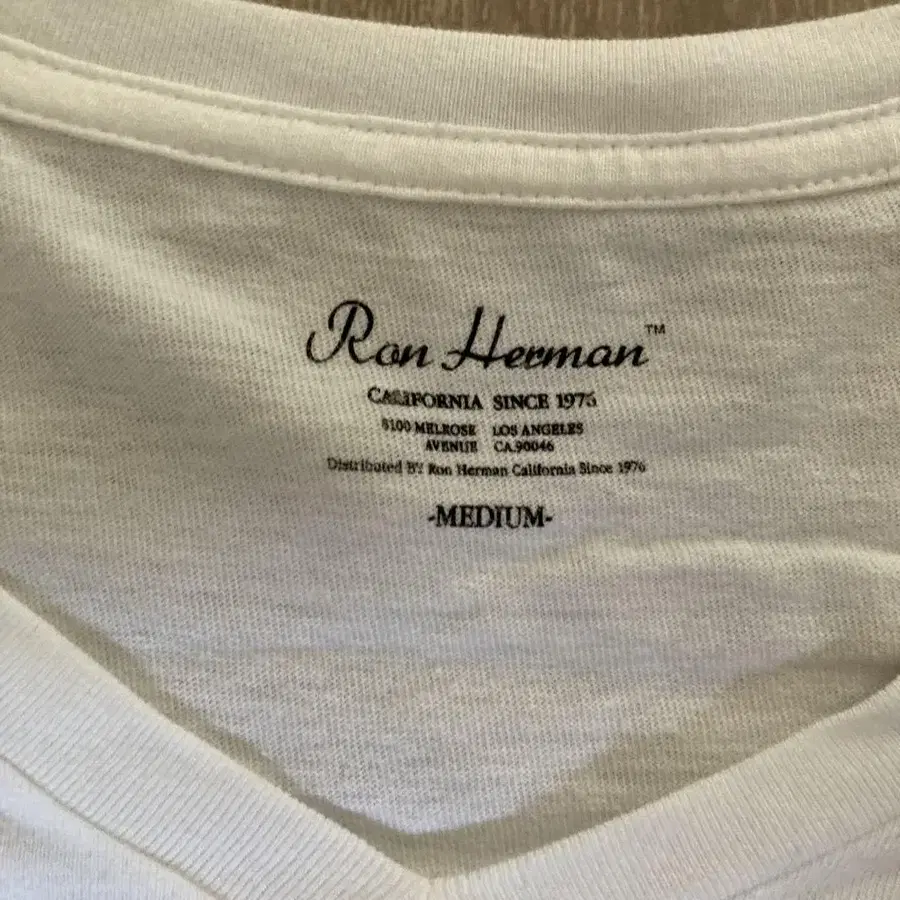 Ron Herman™
CALIFORNIA SINCE 1976
8100 MELROSE LOS ANGELES
AVENUE CA.90046
Distributed BY Ron Herman California Since 1976
-MEDIUM-